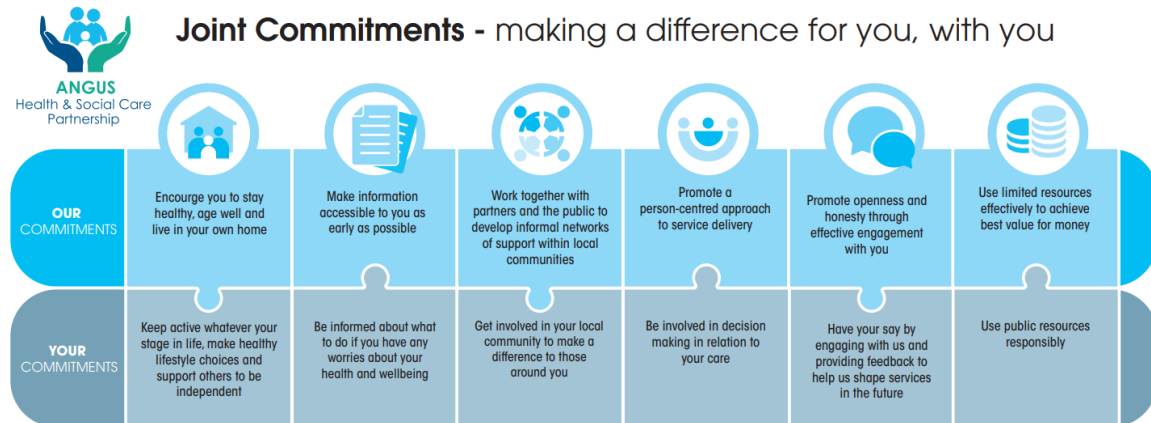 Joint Commitments - making a difference for you, with you
ANGUS
Health & Social Care
Partnership
OUR
COMMITMENTS
Encourge you to stay
healthy, age well and
live in your own home
Make information
accessible to you as
early as possible
Work together with
partners and the public to
develop informal networks
of support within local
communities
Promote a
person-centred approach
to service delivery
Promote openness and
honesty through
effective engagement
with you
Use limited resources
effectively to achieve
best value for money
YOUR
COMMITMENTS
Keep active whatever your
stage in life, make healthy
lifestyle choices and
support others to be
independent
Be informed about what
to do if you have any
worries about your
health and wellbeing
Get involved in your local
community to make a
difference to those
around you
Be involved in decision
making in relation to
your care
Have your say by
engaging with us and
providing feedback to
help us shape services
in the future
Use public resources
responsibly